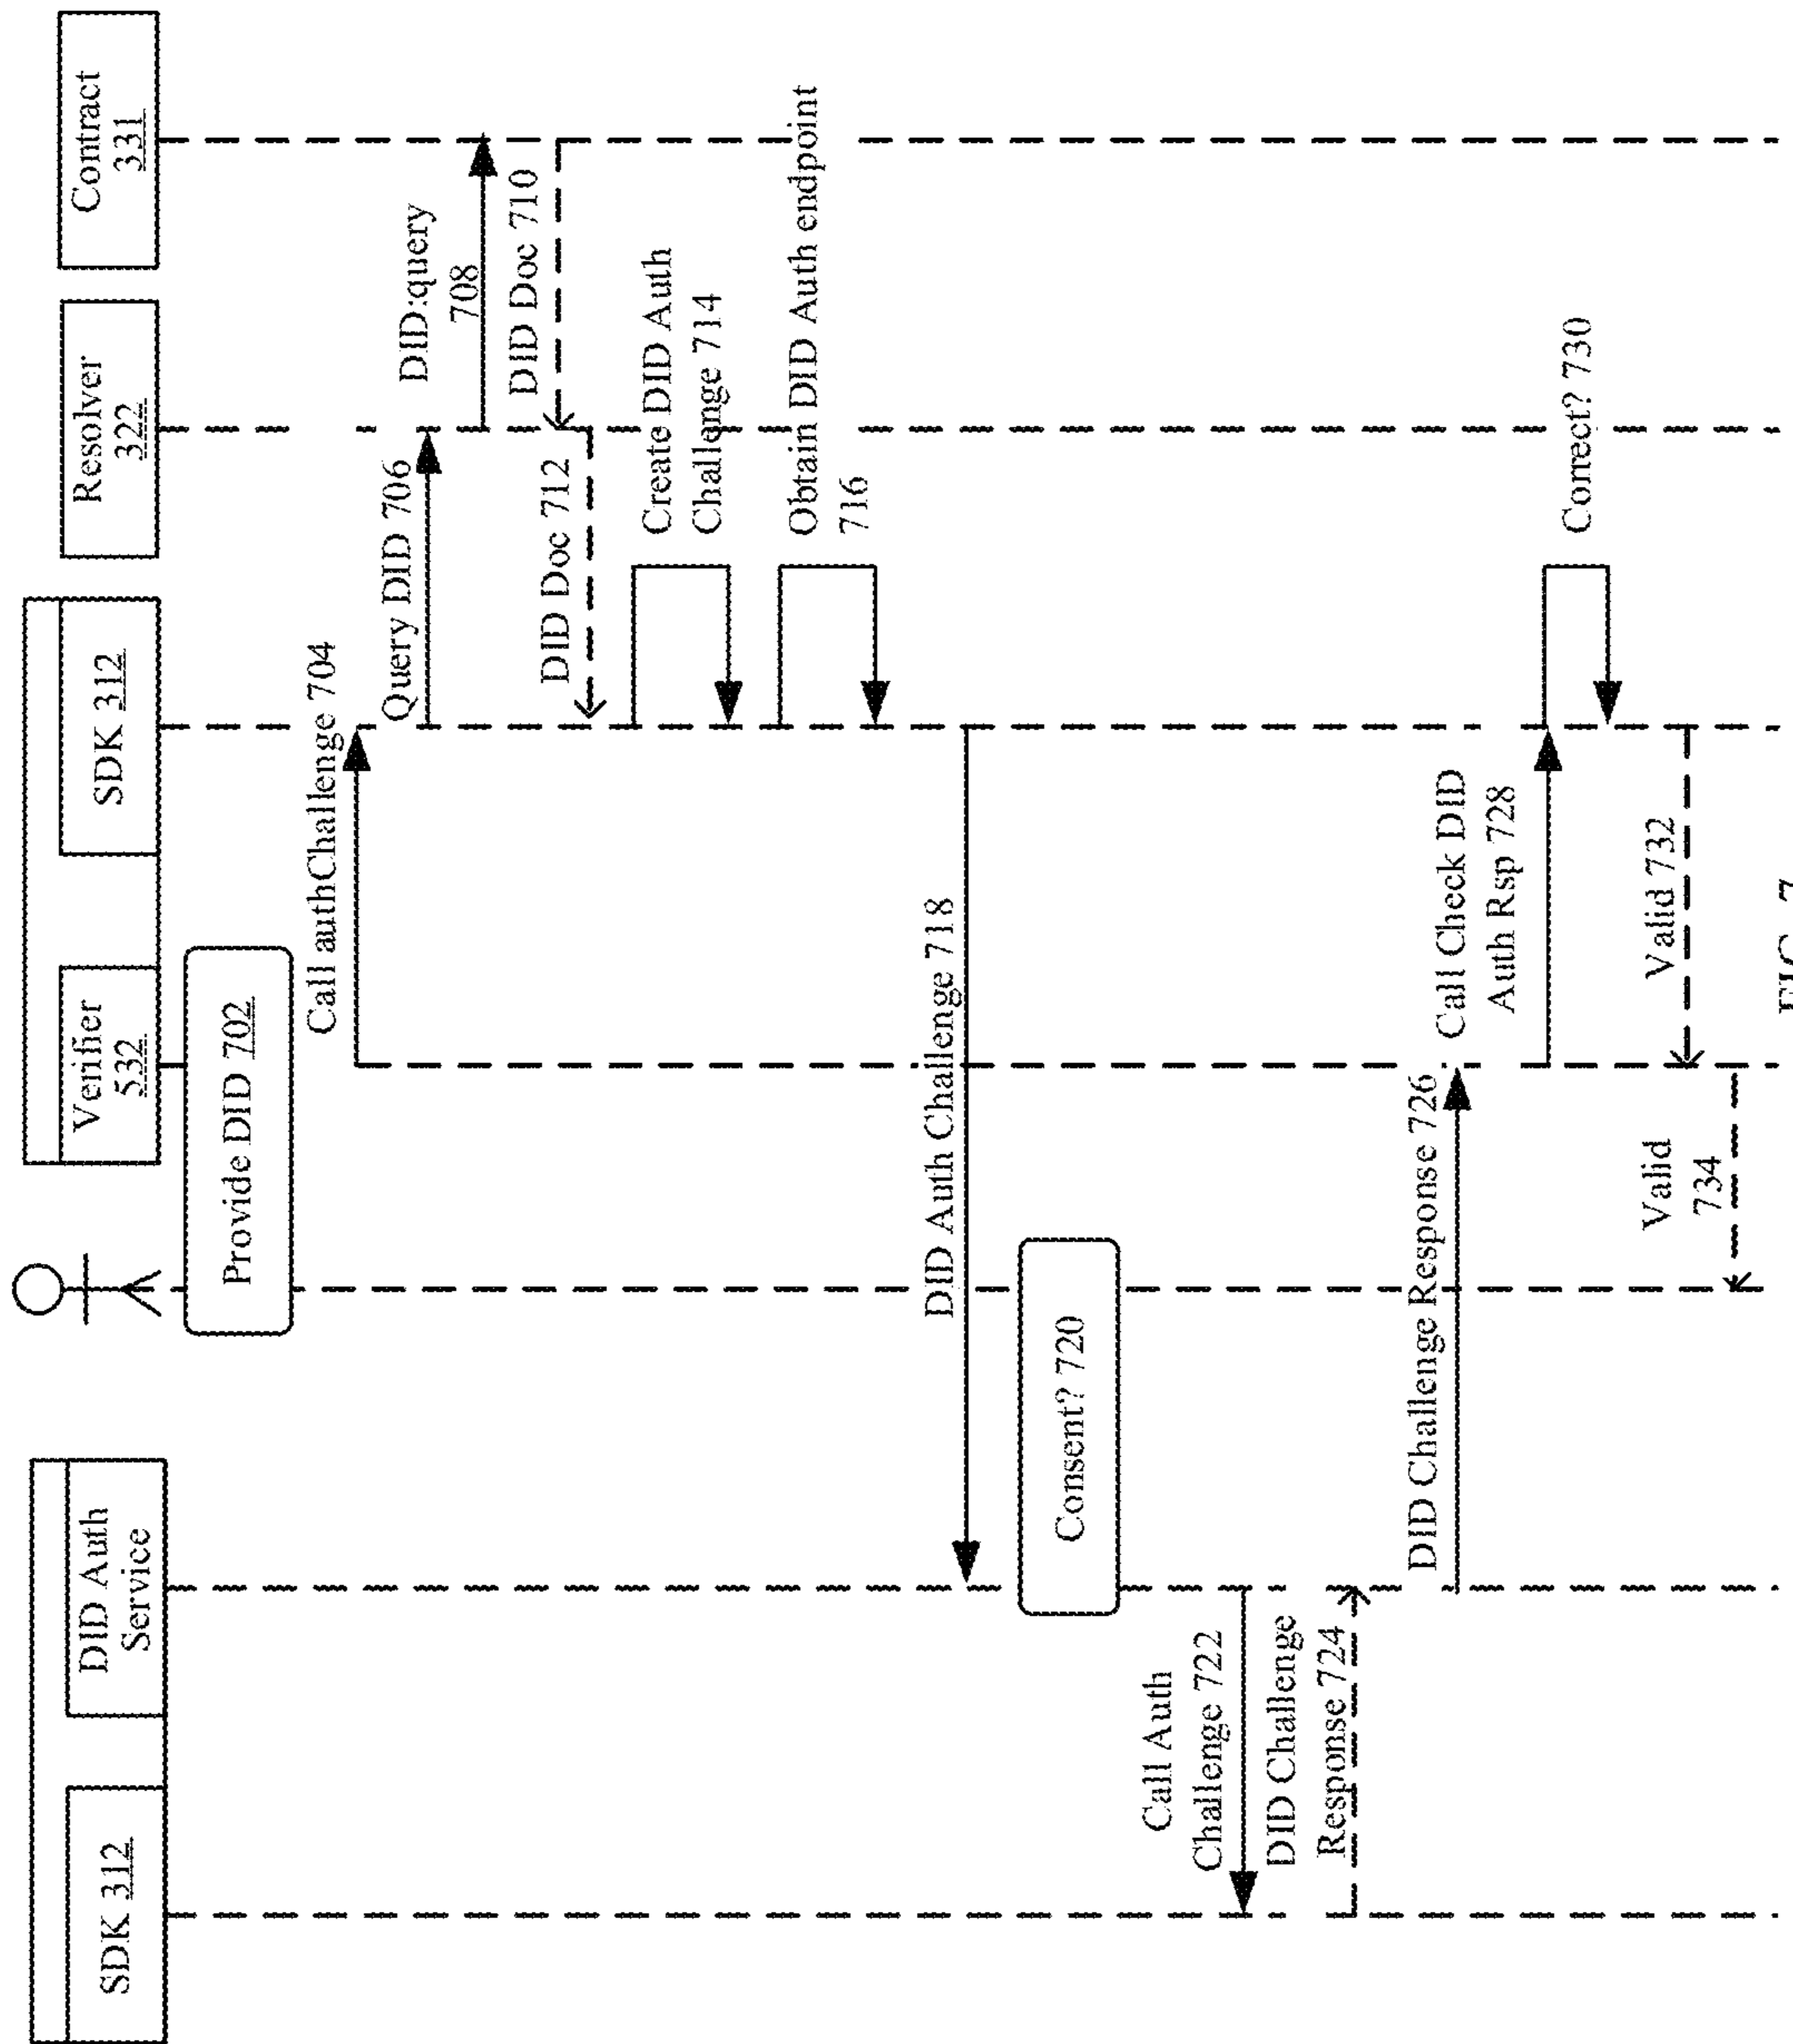 SDK 312
DID Auth
Service
Verifier
532
SDK 312
Resolver
322
Contract
331
Provide DID 702
Call authChallenge 704
Query DID 706
DID:query
708
DID Doc 710
DID Doc 712
Create DID Auth
Challenge 714
Obtain DID Auth endpoint
716
DID Auth Challenge 718
Consent? 720
Call Auth
Challenge 722
DID Challenge
Response 724
DID Challenge Response 726
Call Check DID
Auth Rsp 728
Correct? 730
Valid 732
Valid
734
FIG. 7